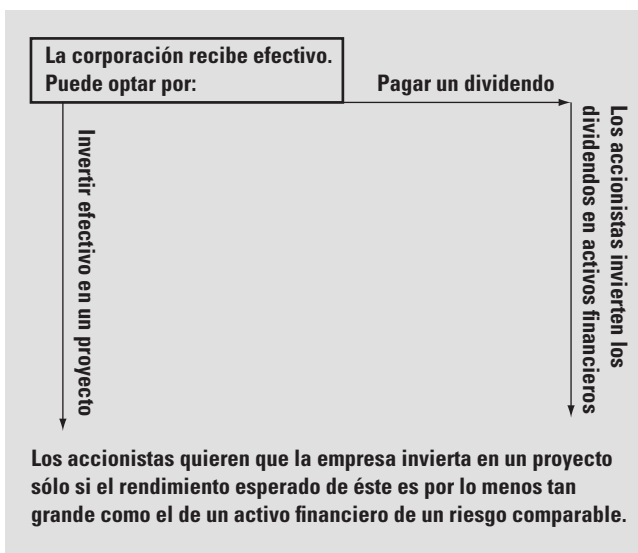 La corporación recibe efectivo.
Puede optar por:
Pagar un dividendo
Invertir efectivo en un proyecto
Los accionistas invierten los
dividendos en activos financieros
Los accionistas quieren que la empresa invierta en un proyecto
sólo si el rendimiento esperado de éste es por lo menos tan
grande como el de un activo financiero de un riesgo comparable.